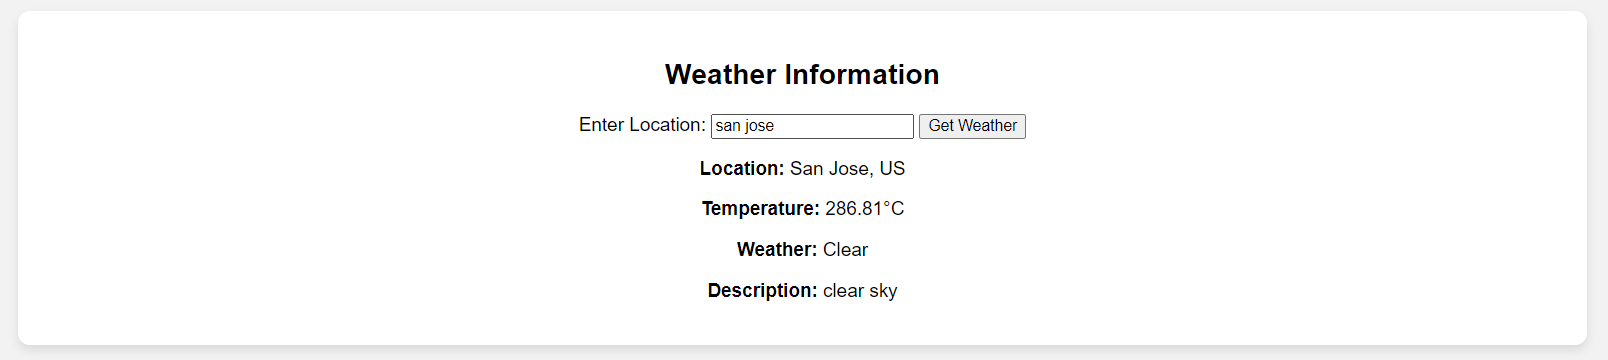 Weather Information
Enter Location: san jose Get Weather
Location: San Jose, US
Temperature: 286.81°C
Weather: Clear
Description: clear sky